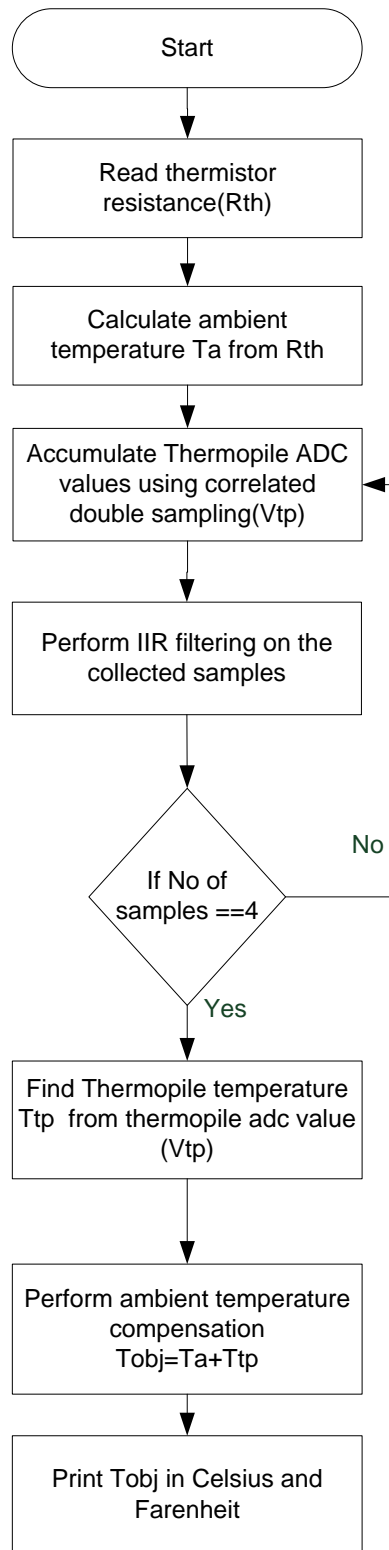 Start
Read thermistor
resistance(Rth)
Calculate ambient
temperature Ta from Rth
Accumulate Thermopile ADC
values using correlated
double sampling(Vtp)
Perform IIR filtering on the
collected samples
If No of
samples ==4
No
Yes
Find Thermopile temperature
Ttp  from thermopile adc value
(Vtp)
Perform ambient temperature
compensation
Tobj=Ta+Ttp
Print Tobj in Celsius and
Farenheit